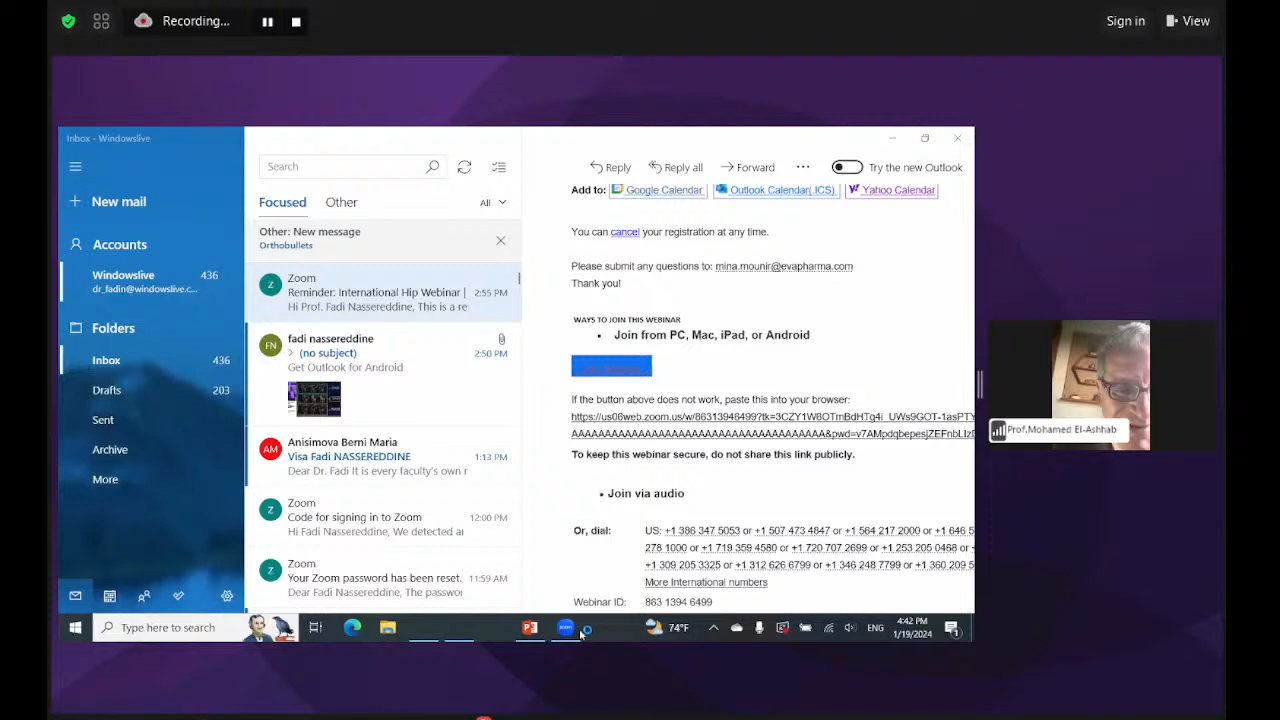 Recording...
Sign in
View
Inbox - Windowslive
New mail
Accounts
Windowslive 436
dr_fadin@windowslive.c...
Folders
Inbox 436
Drafts 203
Sent
Archive
More
Search
Focused Other All
Other: New message
Orthobullets
Z Zoom
Reminder: International Hip Webinar | 2:55 PM
Hi Prof. Fadi Nassereddine, This is a re
FN fadi nassereddine
(no subject) 2:50 PM
Get Outlook for Android
AM Anisimova Berni Maria
Visa Fadi NASSEREDDINE 1:13 PM
Dear Dr. Fadi It is every faculty's own r
Z Zoom
Code for signing in to Zoom 12:00 PM
Hi Fadi Nassereddine, We detected ai
Z Zoom
Your Zoom password has been reset. 11:59 AM
Dear Fadi Nassereddine, The passwor
Reply Reply all Forward ... Try the new Outlook
Add to: Google Calendar Outlook Calendar(.ICS) Yahoo Calendar
You can cancel your registration at any time.
Please submit any questions to: mina.mounir@evapharma.com
Thank you!
WAYS TO JOIN THIS WEBINAR
• Join from PC, Mac, iPad, or Android
If the button above does not work, paste this into your browser:
To keep this webinar secure, do not share this link publicly.
• Join via audio
Or, dial: US: +1 386 347 5053 or +1 507 473 4847 or +1 564 217 2000 or +1 646 5
278 1000 or +1 719 359 4580 or +1 720 707 2699 or +1 253 205 0468 or +
+1 309 205 3325 or +1 312 626 6799 or +1 346 248 7799 or +1 360 209 5
More International numbers
Webinar ID: 863 1394 6499
Prof.Mohamed El-Ashhab
Type here to search
74°F
ENG
4:42 PM
1/19/2024